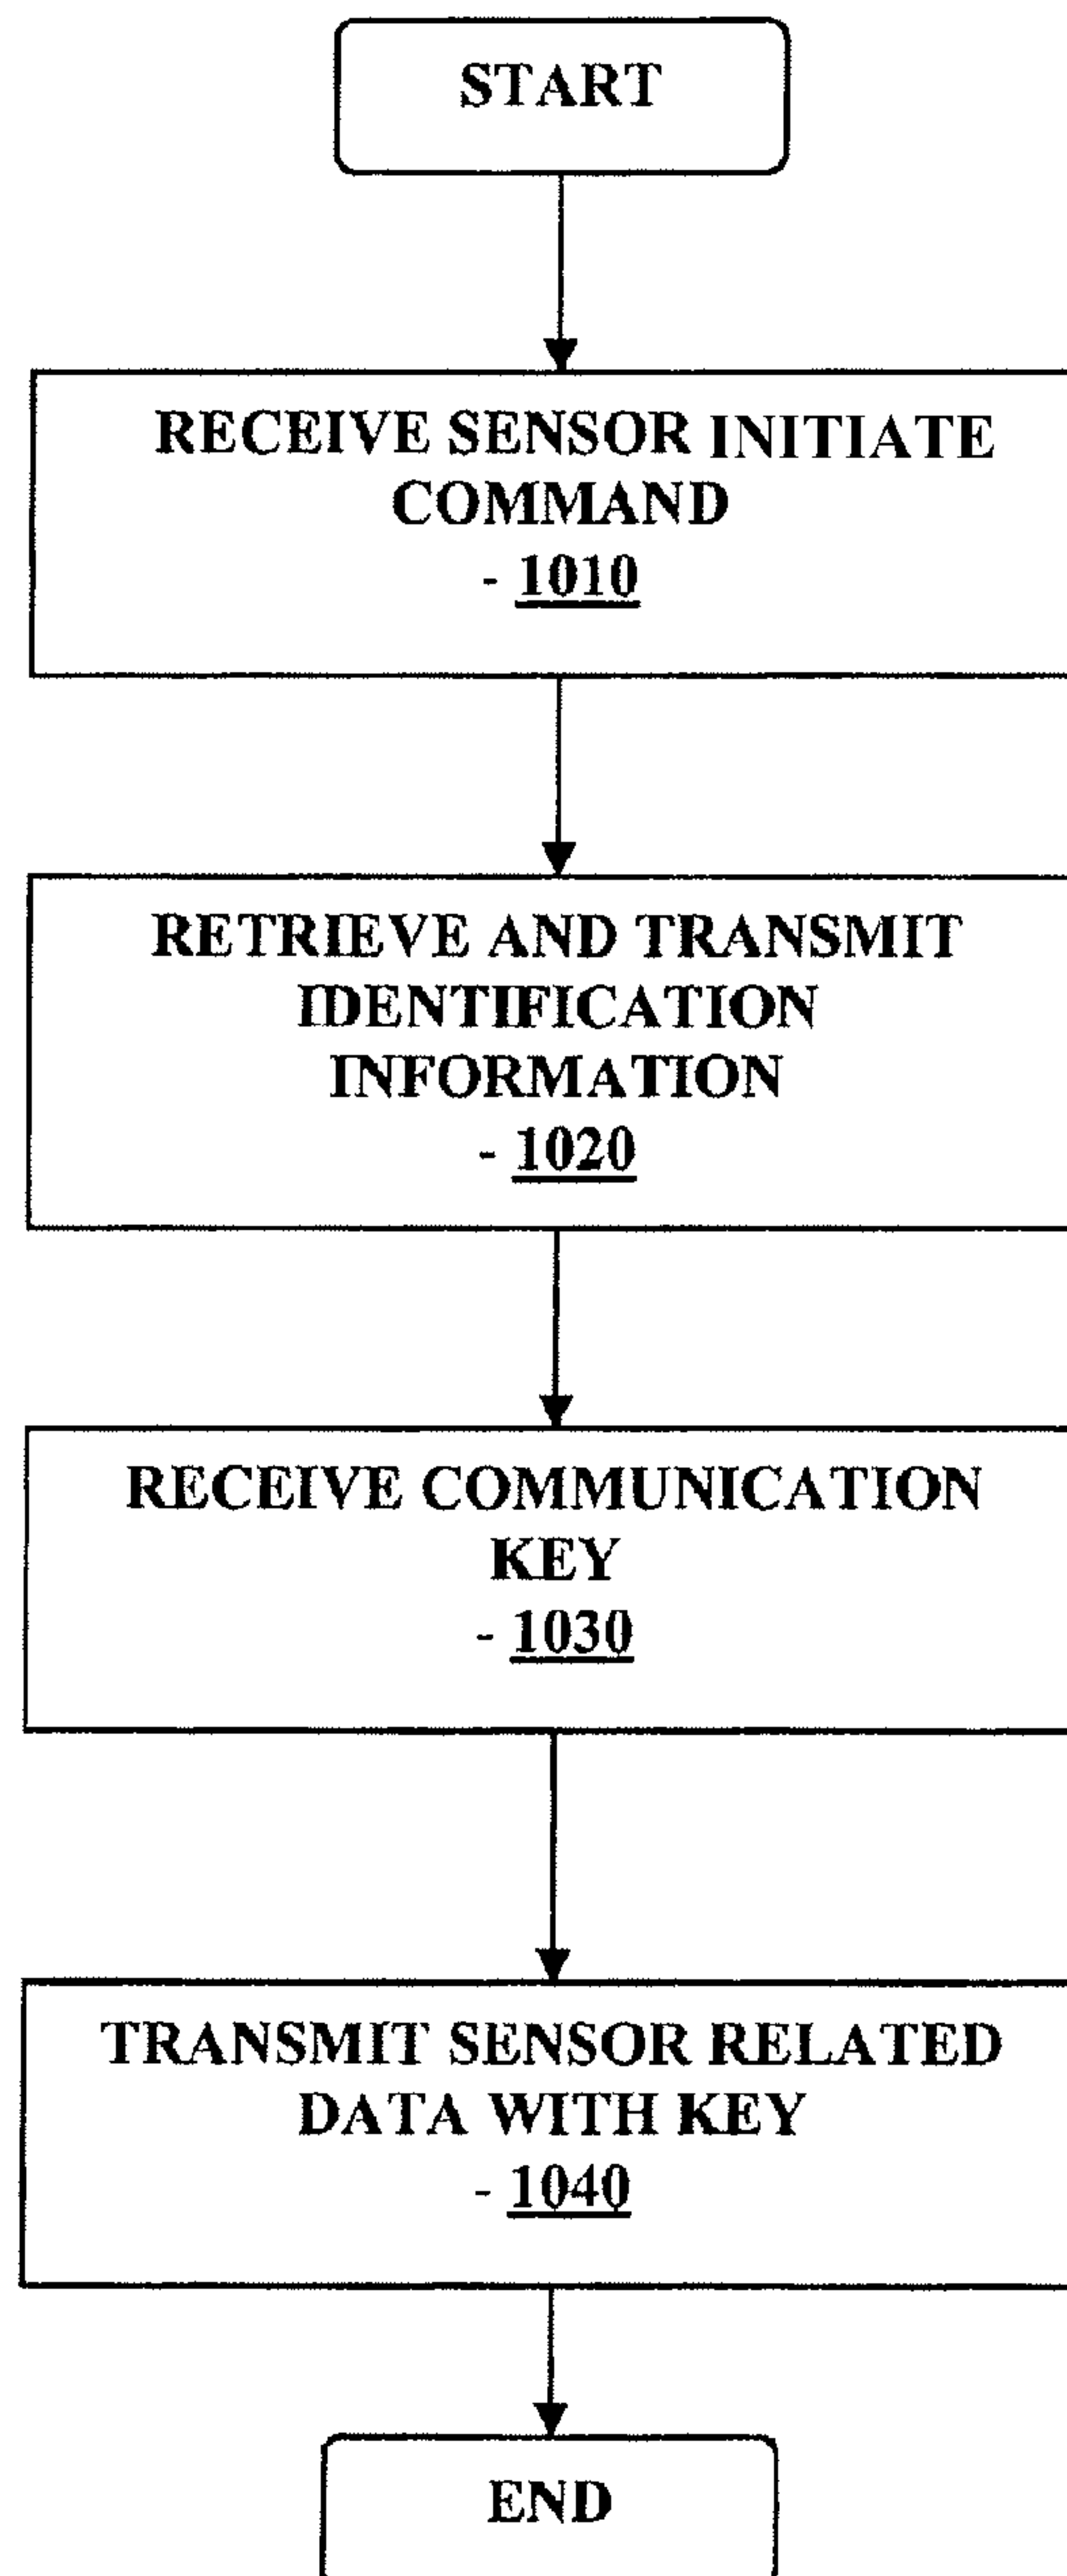 START
RECEIVE SENSOR INITIATE
COMMAND
- 1010
RETRIEVE AND TRANSMIT
IDENTIFICATION
INFORMATION
- 1020
RECEIVE COMMUNICATION
KEY
- 1030
TRANSMIT SENSOR RELATED
DATA WITH KEY
- 1040
END